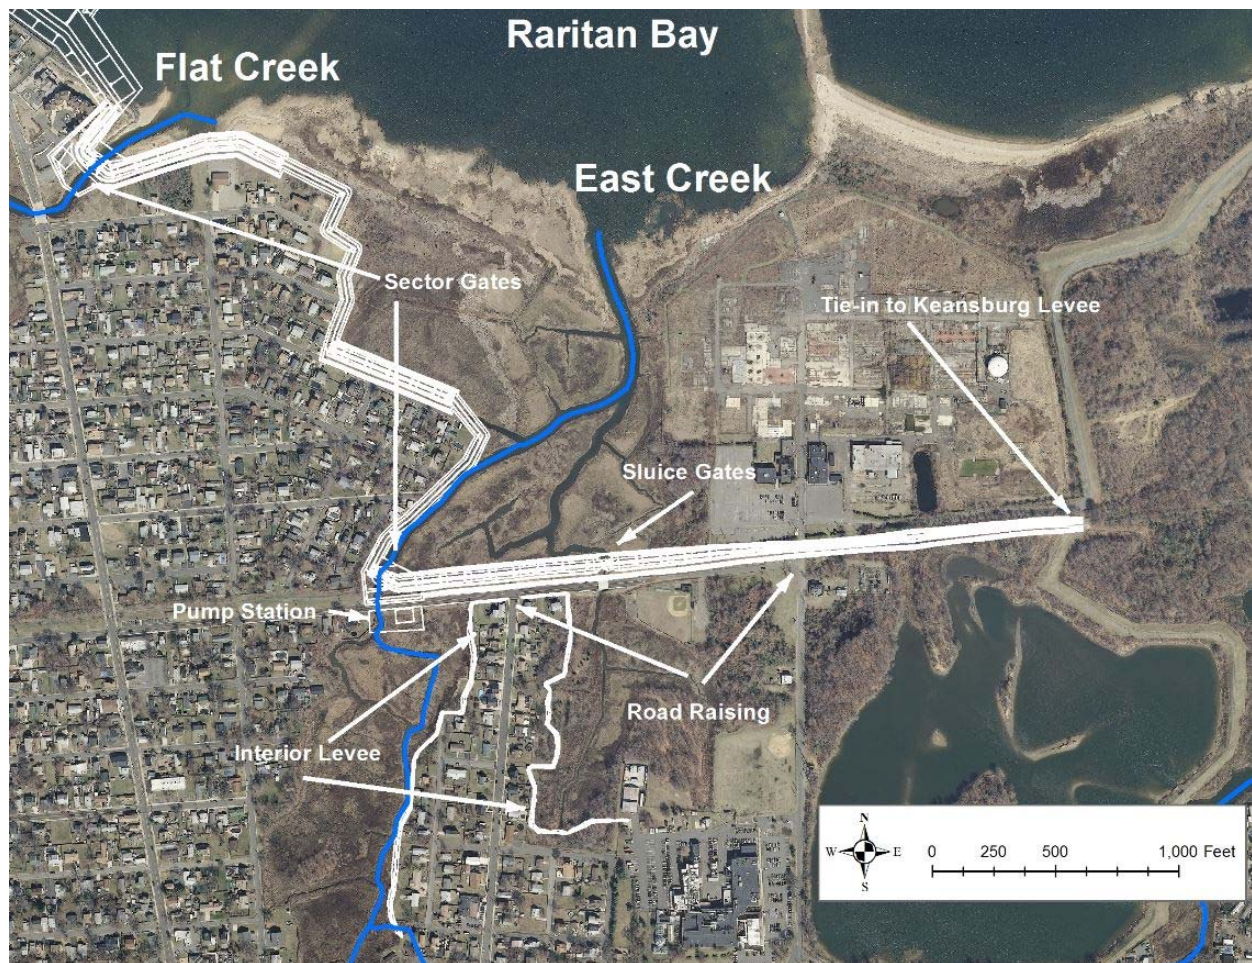 Raritan Bay
Flat Creek
East Creek
Sector Gates
Tie-in to Keansburg Levee
Sluice Gates
Pump Station
Road Raising
Interior Levee
N
W E
S
0 250 500 1,000 Feet